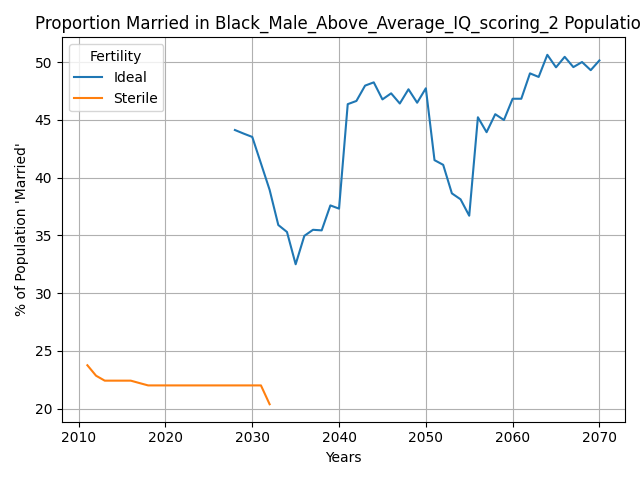 Proportion Married in Black_Male_Above_Average_IQ_scoring_2 Populatio
Fertility
Ideal
Sterile
% of Population 'Married'
50
45
40
35
30
25
20
2010 2020 2030 2040 2050 2060 2070
Years